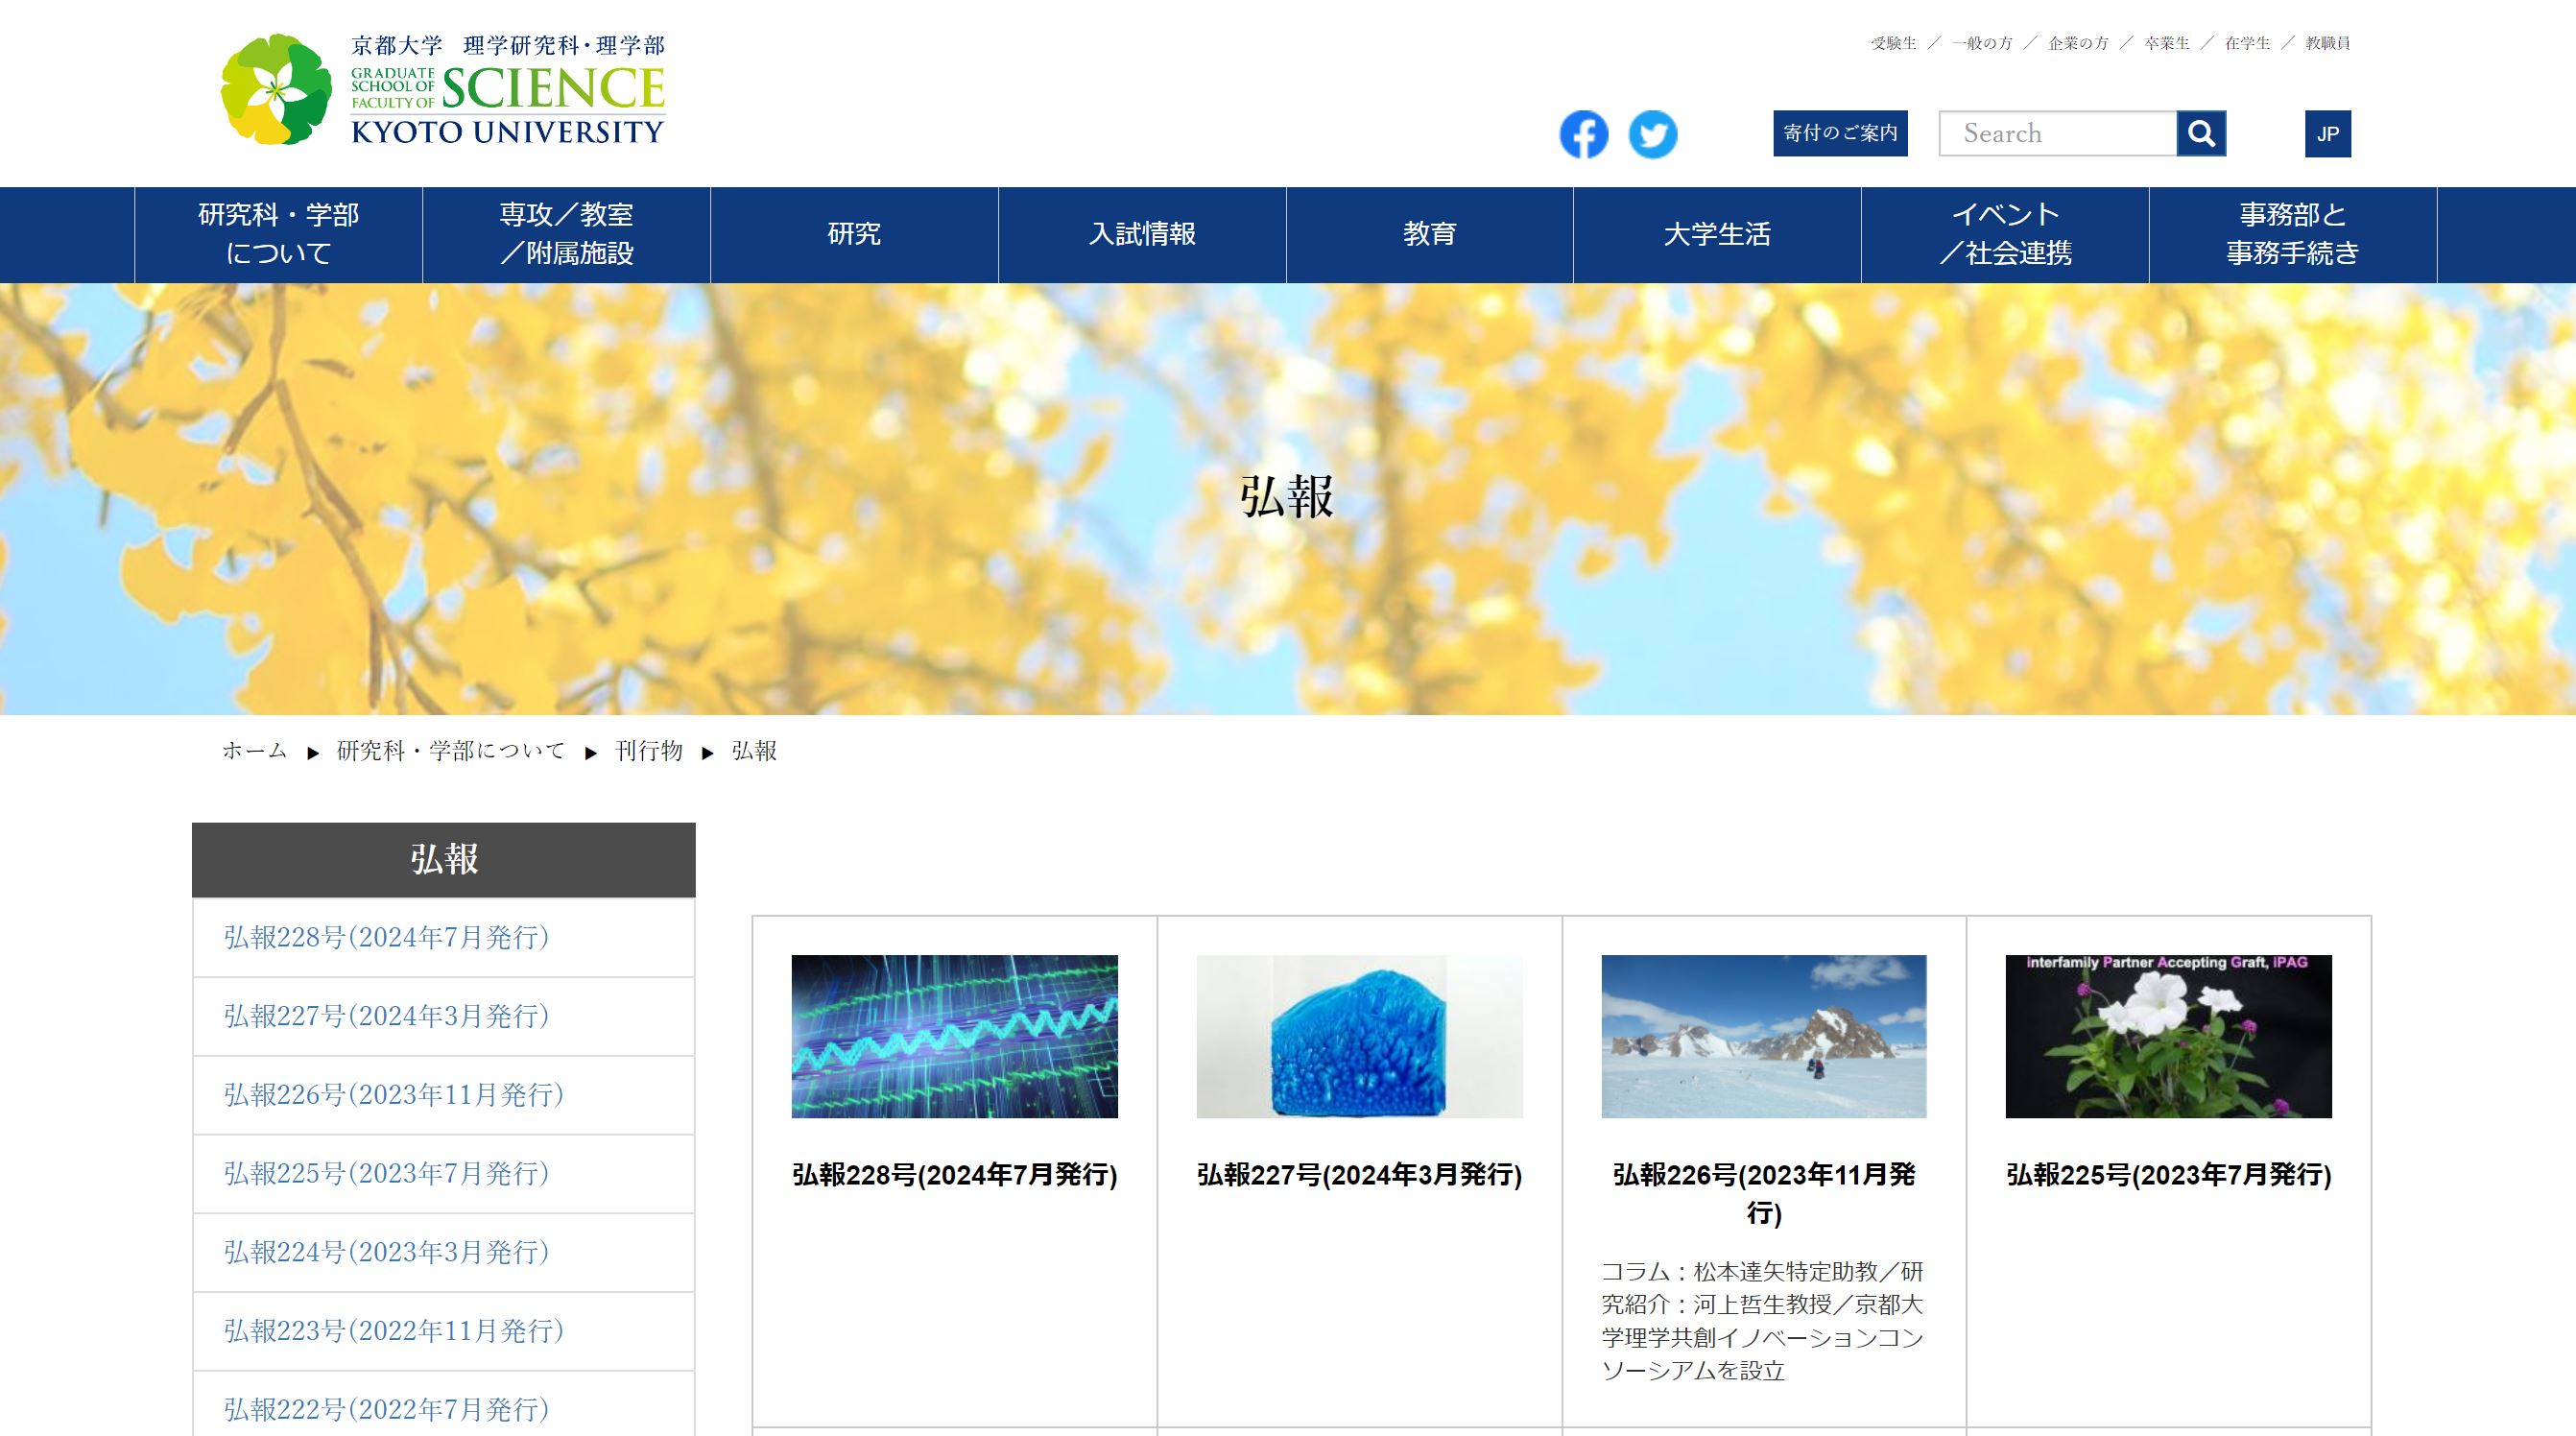 京都大学 理学研究科・理学部
GRADUATE
SCHOOL OF
FACULTY OF
SCIENCE
KYOTO UNIVERSITY
受験生 ／ 一般の方 ／ 企業の方 ／ 卒業生 ／ 在学生 ／ 教職員
寄付のご案内
Search
JP
研究科・学部
について
専攻／教室
／附属施設
研究
入試情報
教育
大学生活
イベント
／社会連携
事務部と
事務手続き
弘報
ホーム ▶ 研究科・学部について ▶ 刊行物 ▶ 弘報
弘報
弘報228号(2024年7月発行)
弘報227号(2024年3月発行)
弘報226号(2023年11月発行)
弘報225号(2023年7月発行)
弘報224号(2023年3月発行)
弘報223号(2022年11月発行)
弘報222号(2022年7月発行)
弘報228号(2024年7月発行)
弘報227号(2024年3月発行)
弘報226号(2023年11月発
行)
コラム：松本達矢特定助教／研
究紹介：河上哲生教授／京都大
学理学共創イノベーションコン
ソーシアムを設立
interfamily Partner Accepting Graft, iPAG
弘報225号(2023年7月発行)